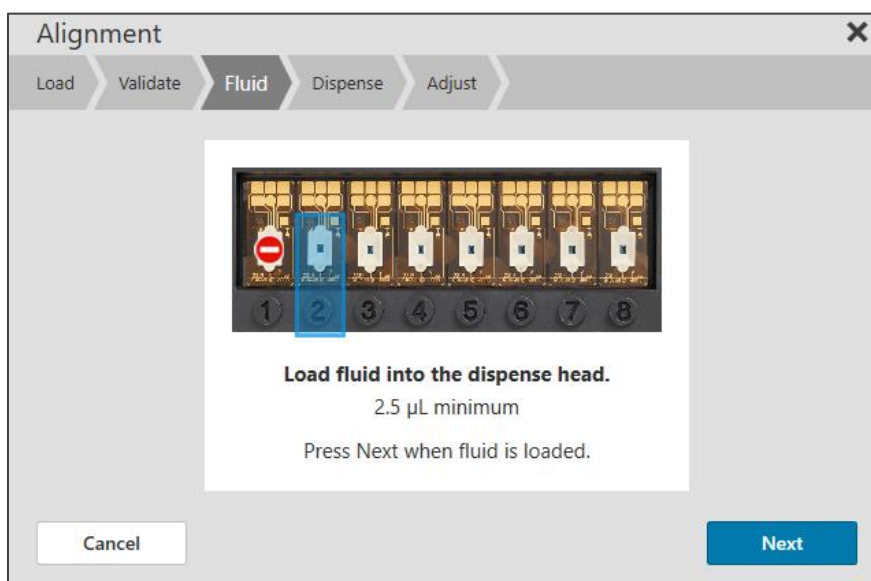 Alignment
Load Validate Fluid Dispense Adjust
1 2 3 4 5 6 7 8
Load fluid into the dispense head.
2.5 µL minimum
Press Next when fluid is loaded.
Cancel Next